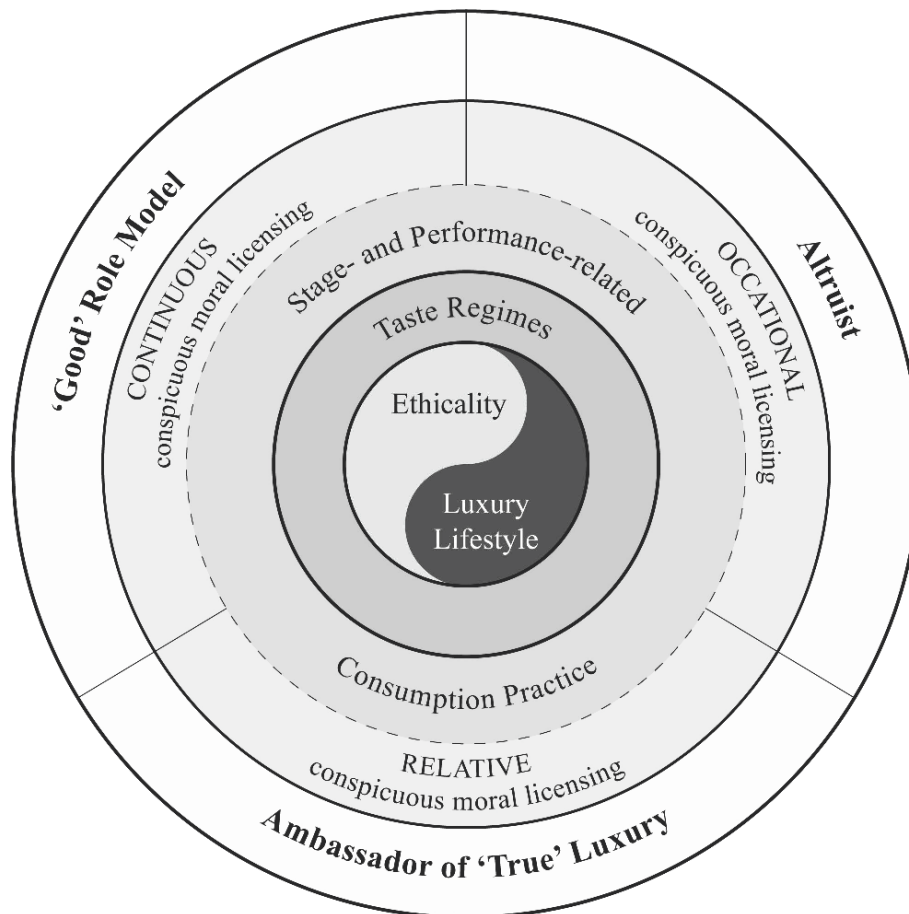 ‘Good’ Role Model
Altruist
Ambassador of ‘True’ Luxury
CONTINUOUS
conspicuous moral licensing
OCCATIONAL
conspicuous moral licensing
RELATIVE
conspicuous moral licensing
Stage- and Performance-related
Consumption Practice
Taste Regimes
Ethicality
Luxury
Lifestyle